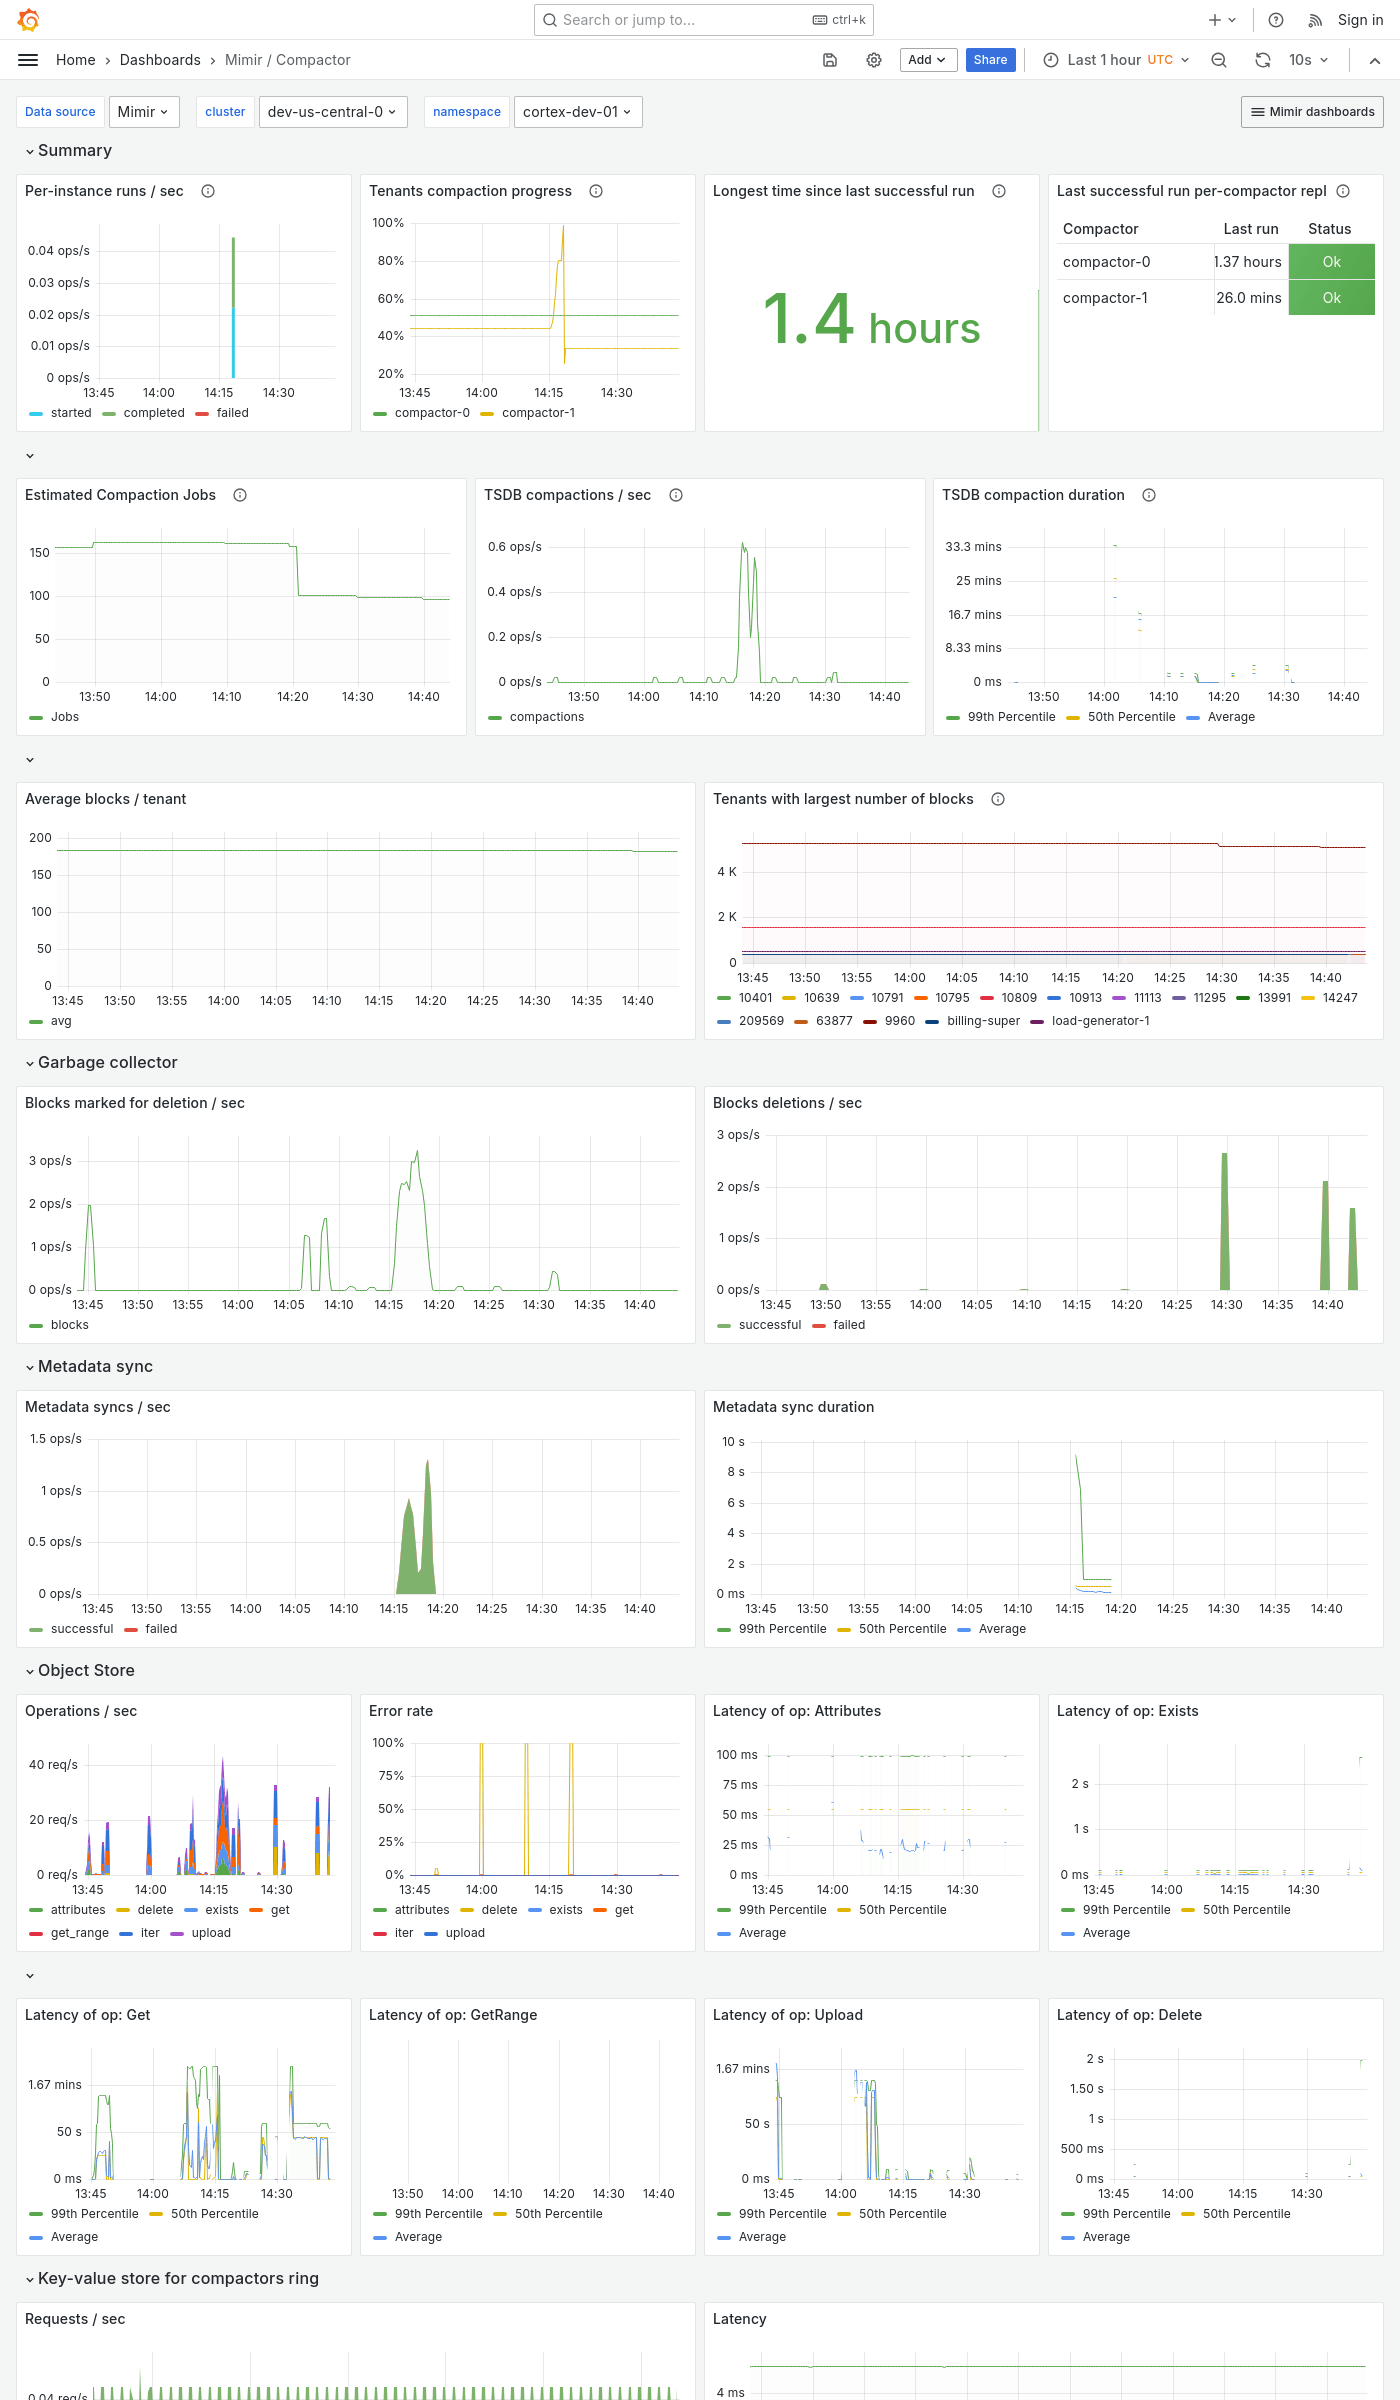 Search or jump to...
ctrl+k
Sign in
Home
Dashboards
Mimir / Compactor
Add
Share
Last 1 hour UTC
10s
Data source
Mimir
cluster
dev-us-central-0
namespace
cortex-dev-01
Mimir dashboards
Summary
Per-instance runs / sec
0.04 ops/s
0.03 ops/s
0.02 ops/s
0.01 ops/s
0 ops/s
13:45 14:00 14:15 14:30
started completed failed
Tenants compaction progress
100%
80%
60%
40%
20%
13:45 14:00 14:15 14:30
compactor-0 compactor-1
Longest time since last successful run
1.4 hours
Last successful run per-compactor repl
Compactor Last run Status
compactor-0 1.37 hours Ok
compactor-1 26.0 mins Ok
Estimated Compaction Jobs
150
100
50
0
13:50 14:00 14:10 14:20 14:30 14:40
Jobs
TSDB compactions / sec
0.6 ops/s
0.4 ops/s
0.2 ops/s
0 ops/s
13:50 14:00 14:10 14:20 14:30 14:40
compactions
TSDB compaction duration
33.3 mins
25 mins
16.7 mins
8.33 mins
0 ms
13:50 14:00 14:10 14:20 14:30 14:40
99th Percentile 50th Percentile Average
Average blocks / tenant
200
150
100
50
0
13:45 13:50 13:55 14:00 14:05 14:10 14:15 14:20 14:25 14:30 14:35 14:40
avg
Tenants with largest number of blocks
4 K
2 K
0
13:45 13:50 13:55 14:00 14:05 14:10 14:15 14:20 14:25 14:30 14:35 14:40
10401 10639 10791 10795 10809 10913 11113 11295 13991 14247
209569 63877 9960 billing-super load-generator-1
Garbage collector
Blocks marked for deletion / sec
3 ops/s
2 ops/s
1 ops/s
0 ops/s
13:45 13:50 13:55 14:00 14:05 14:10 14:15 14:20 14:25 14:30 14:35 14:40
blocks
Blocks deletions / sec
3 ops/s
2 ops/s
1 ops/s
0 ops/s
13:45 13:50 13:55 14:00 14:05 14:10 14:15 14:20 14:25 14:30 14:35 14:40
successful failed
Metadata sync
Metadata syncs / sec
1.5 ops/s
1 ops/s
0.5 ops/s
0 ops/s
13:45 13:50 13:55 14:00 14:05 14:10 14:15 14:20 14:25 14:30 14:35 14:40
successful failed
Metadata sync duration
10 s
8 s
6 s
4 s
2 s
0 ms
13:45 13:50 13:55 14:00 14:05 14:10 14:15 14:20 14:25 14:30 14:35 14:40
99th Percentile 50th Percentile Average
Object Store
Operations / sec
40 req/s
20 req/s
0 req/s
13:45 14:00 14:15 14:30
attributes delete exists get
get_range iter upload
Error rate
100%
75%
50%
25%
0%
13:45 14:00 14:15 14:30
attributes delete exists get
iter upload
Latency of op: Attributes
100 ms
75 ms
50 ms
25 ms
0 ms
13:45 14:00 14:15 14:30
99th Percentile 50th Percentile
Average
Latency of op: Exists
2 s
1 s
0 ms
13:45 14:00 14:15 14:30
99th Percentile 50th Percentile
Average
Latency of op: Get
1.67 mins
50 s
0 ms
13:45 14:00 14:15 14:30
99th Percentile 50th Percentile
Average
Latency of op: GetRange
13:50 14:00 14:10 14:20 14:30 14:40
99th Percentile 50th Percentile
Average
Latency of op: Upload
1.67 mins
50 s
0 ms
13:45 14:00 14:15 14:30
99th Percentile 50th Percentile
Average
Latency of op: Delete
2 s
1.50 s
1 s
500 ms
0 ms
13:45 14:00 14:15 14:30
99th Percentile 50th Percentile
Average
Key-value store for compactors ring
Requests / sec
0.04 req/s
Latency
4 ms